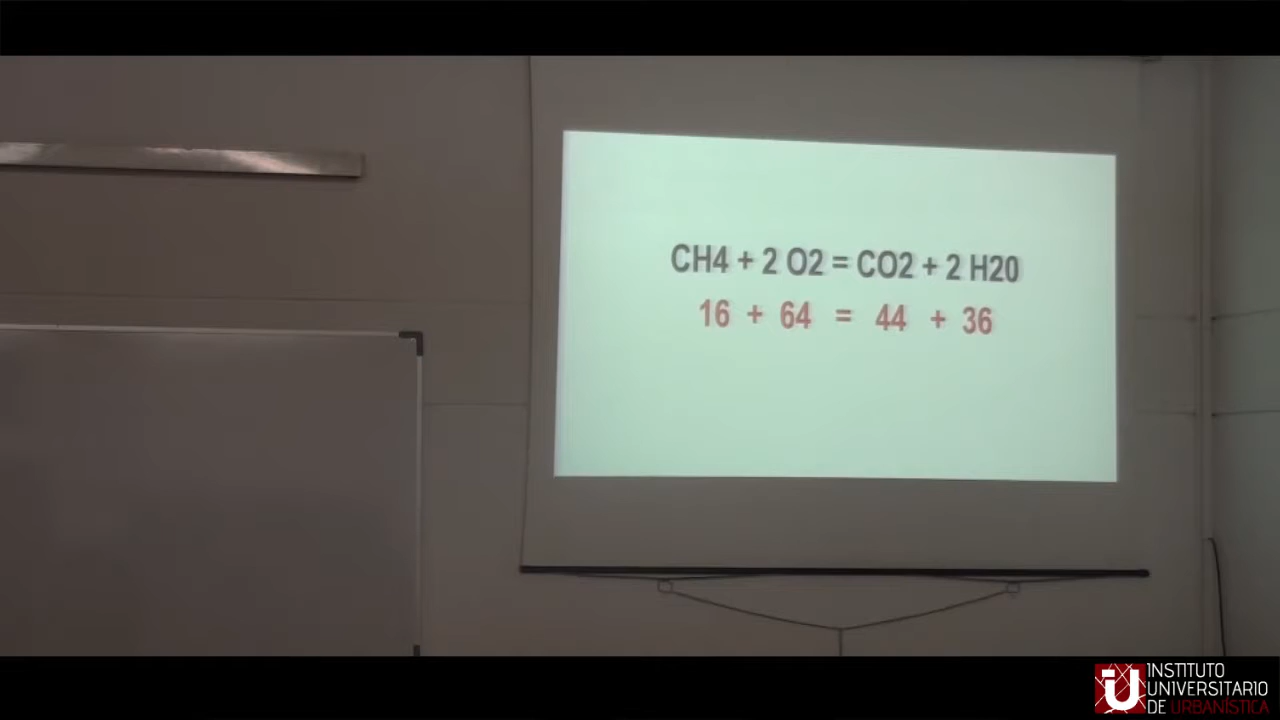 CH4 + 2 O2 = CO2 + 2 H20
16 + 64 = 44 + 36
INSTITUTO
UNIVERSITARIO
DE URBANÍSTICA